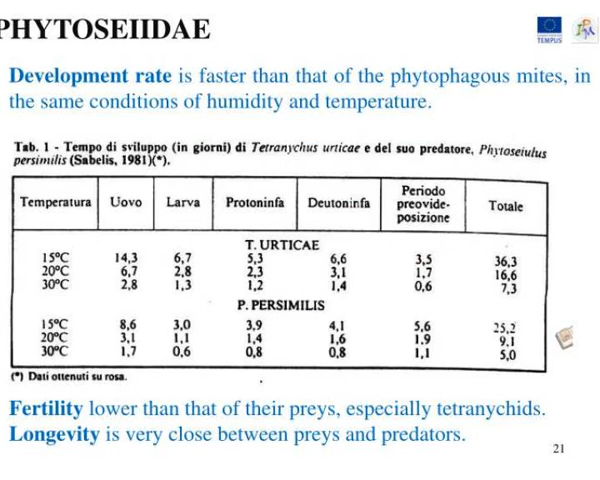 PHYTOSEIIDAE
TEMPUS
Development rate is faster than that of the phytophagous mites, in
the same conditions of humidity and temperature.
Tab. 1 - Tempo di sviluppo (in giorni) di Tetranychus urticae e del suo predatore, Phytoseiulus
persimilis (Sabelis, 1981)(*).
Temperatura Uovo Larva Protoninfa Deutoninfa Periodo preovide-posizione Totale
T. URTICAE
15°C 14,3 6,7 5,3 6,6 3,5 36,3
20°C 6,7 2,8 2,3 3,1 1,7 16,6
30°C 2,8 1,3 1,2 1,4 0,6 7,3
P. PERSIMILIS
15°C 8,6 3,0 3,9 4,1 5,6 25,2
20°C 3,1 1,1 1,4 1,6 1.9 9,1
30°C 1,7 0,6 0,8 0,8 1,1 5,0
(*) Dati ottenuti su rosa.
Fertility lower than that of their preys, especially tetranychids.
Longevity is very close between preys and predators.
21